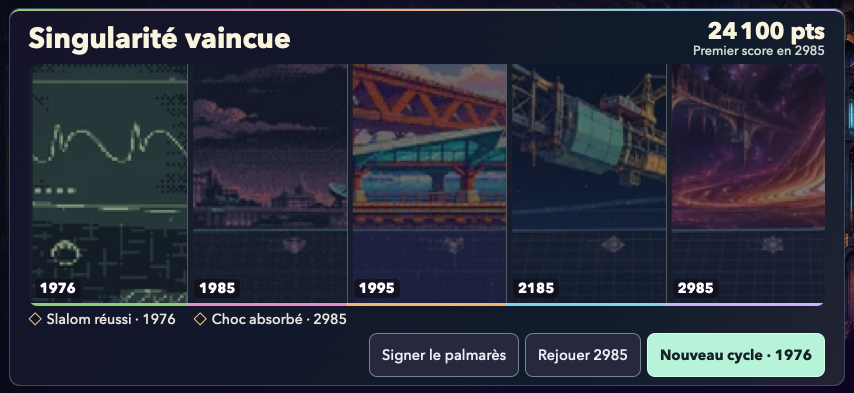 Singularité vaincue
24 100 pts
Premier score en 2985
1976
1985
1995
2185
2985
◇ Slalom réussi · 1976
◇ Choc absorbé · 2985
Signer le palmarès
Rejouer 2985
Nouveau cycle · 1976